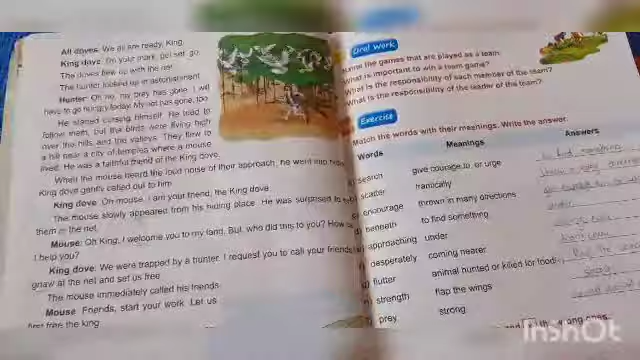 All doves: We all are ready, King.
King dove: On your mark, get set, go.
The doves flew up with the net.
The hunter looked up in astonishment.
Hunter: Oh no, my prey has gone. I will
have to go hungry today. My net has gone, too.
He started cursing himself. He tried to
follow them, but the birds were flying high
over the hills and the valleys. They flew to
a hill near a city of temples where a mouse
lived. He was a faithful friend of the King dove.
When the mouse heard the loud noise of their approach, he went into
King dove gently called out to him.
King dove: Oh mouse, I am your friend, the King dove.
The mouse slowly appeared from his hiding place. He was surprised to
them in the net.
Mouse: Oh King, I welcome you to my land. But, who did this to you? How
I help you?
King dove: We were trapped by a hunter. I request you to call your friends
gnaw at the net and set us free.
The mouse immediately called his friends.
Mouse: Friends, start your work. Let us
first free the king.
Oral Work
Name the games that are played as a team.
What is important to win a team game?
What is the responsibility of each member of the team?
What is the responsibility of the leader of the team?
Exercise
Match the words with their meanings. Write the answer.
Words Meanings Answers
search give courage to, or urge to find something
scatter frantically
encourage thrown in many directions
beneath to find something under
approaching under
desperately coming nearer
flutter animal hunted or killed for food
strength flap the wings strong
prey strong
InShOt